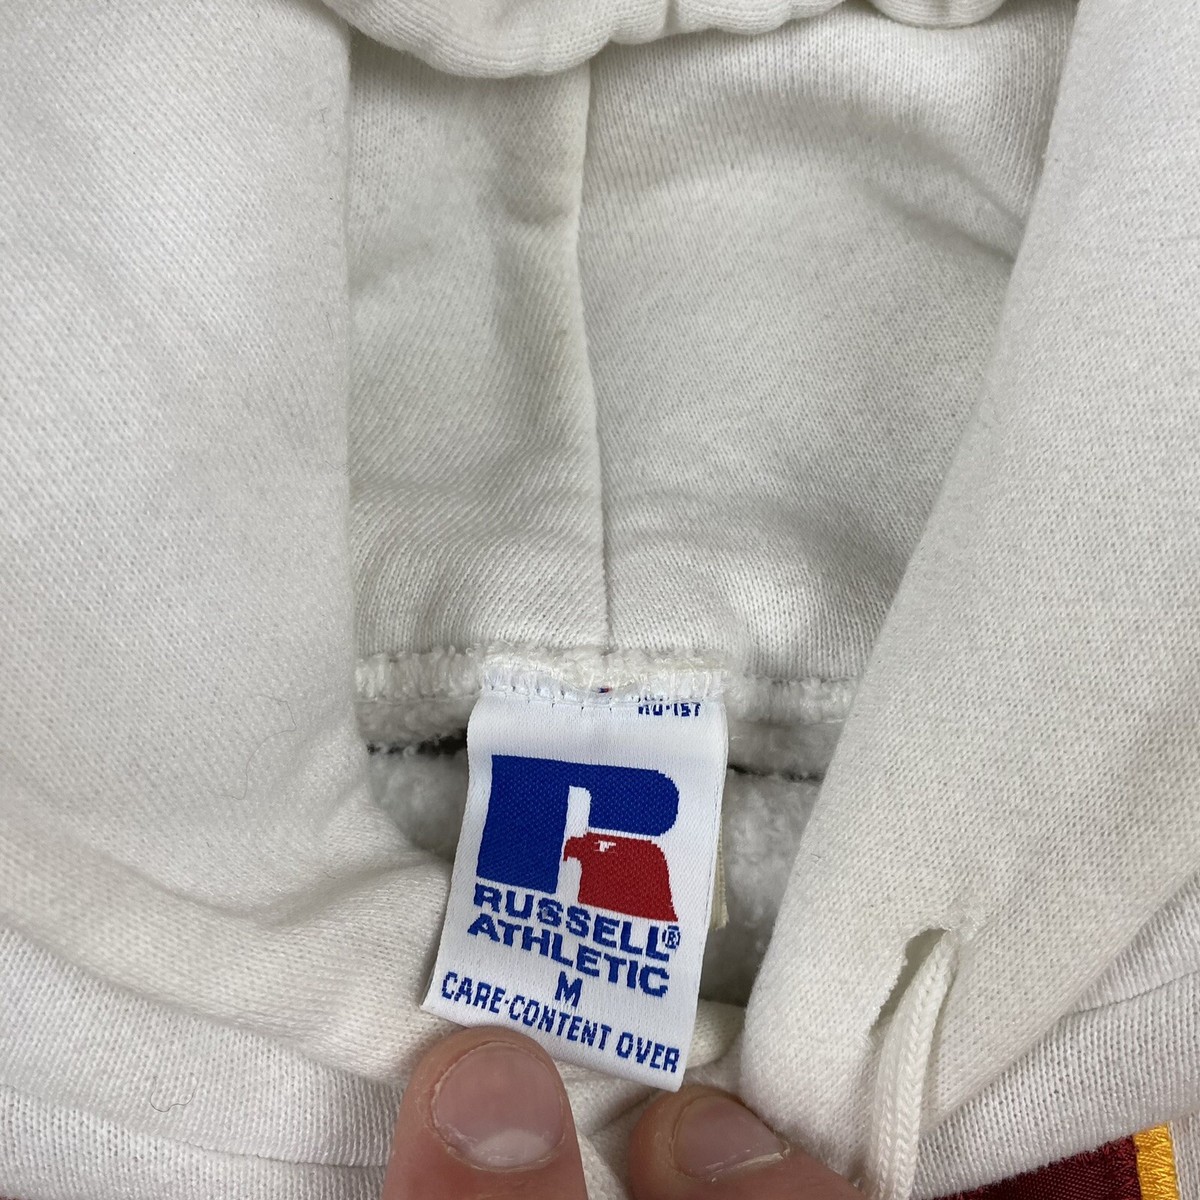 RUSSELL®
ATHLETIC
M
CARE-CONTENT OVER